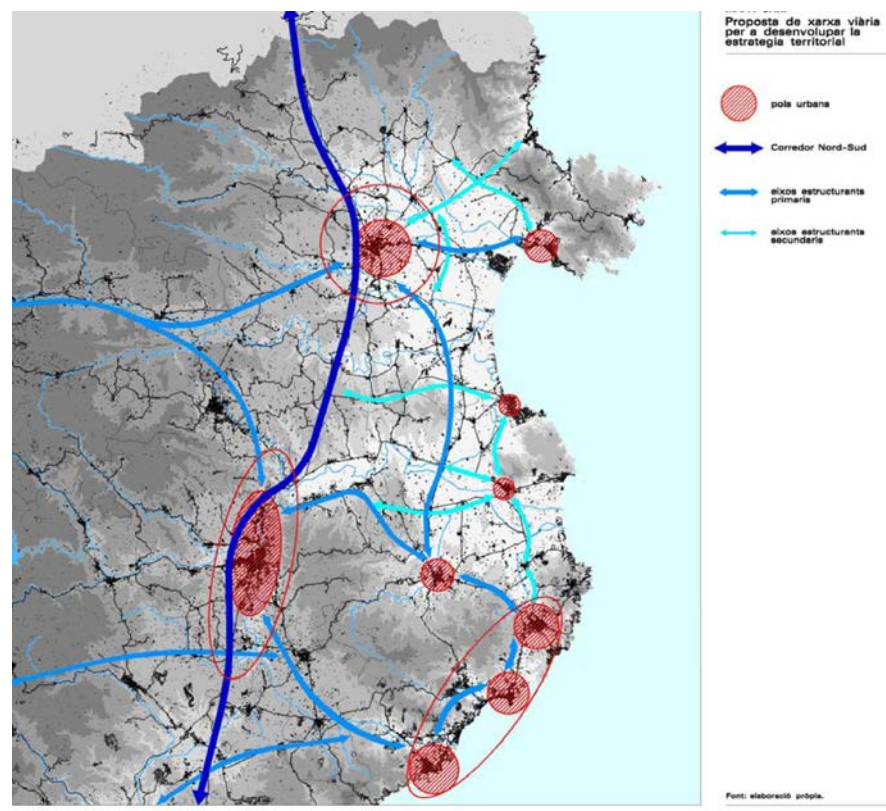 Proposta de xarxa viària
per a desenvolupar la
estrategia territorial
pols urbans
Corredor Nord-Sud
eixos estructurants
primaris
eixos estructurants
secundaris
Font: elaboració pròpia.